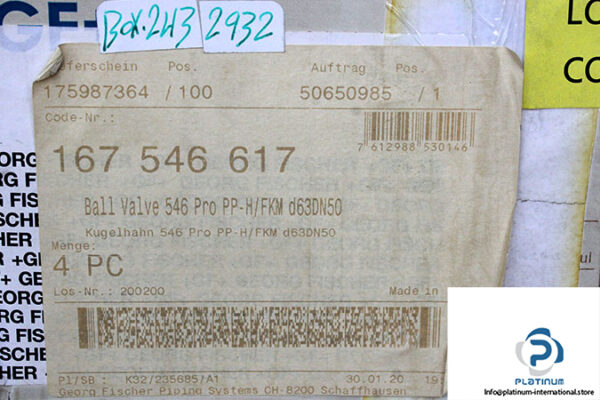 GF
Box.2H3 2932
LO
CO
Lieferschein Pos. Auftrag Pos.
175987364 / 100 50650985 / 1
Code-Nr.:
7 612988 530146
167 546 617
Ball Valve 546 Pro PP-H/FKM d63DN50
Kugelhahn 546 Pro PP-H/FKM d63DN50
Menge:
4 PC
Los-Nr.: 200200 Made in
Pl/SB : K32/235685/A1 30.01.20 19:
Georg Fischer Piping Systems CH-8200 Schaffhausen
PLATINUM
Info@platinum-international.store